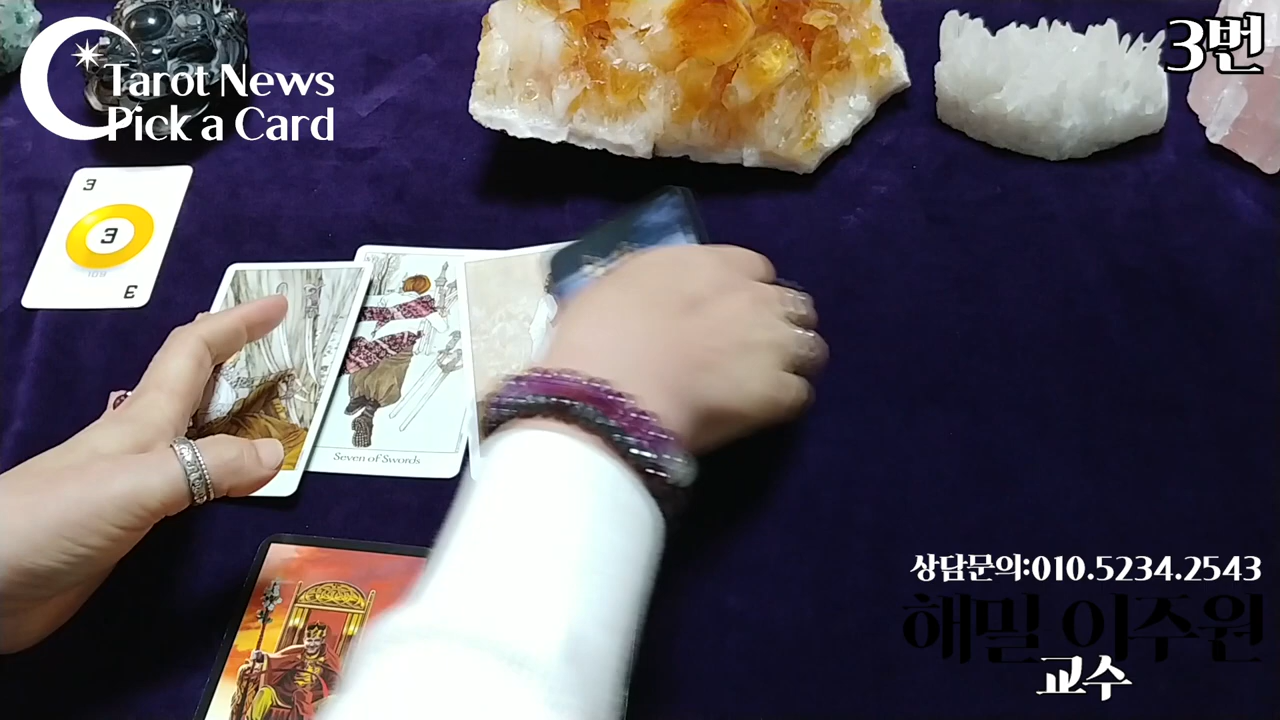 Tarot News
Pick a Card
3번
3
3
109
3
Seven of Swords
상담문의:010.5234.2543
해밀 이주원
교수